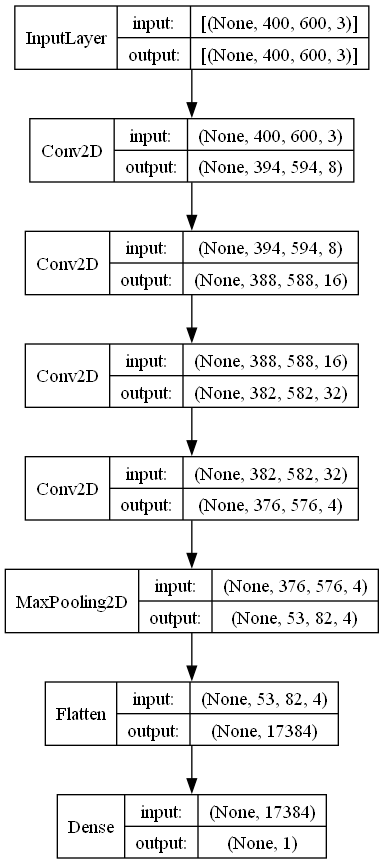 InputLayer input: [(None, 400, 600, 3)]
output: [(None, 400, 600, 3)]
Conv2D input: (None, 400, 600, 3)
output: (None, 394, 594, 8)
Conv2D input: (None, 394, 594, 8)
output: (None, 388, 588, 16)
Conv2D input: (None, 388, 588, 16)
output: (None, 382, 582, 32)
Conv2D input: (None, 382, 582, 32)
output: (None, 376, 576, 4)
MaxPooling2D input: (None, 376, 576, 4)
output: (None, 53, 82, 4)
Flatten input: (None, 53, 82, 4)
output: (None, 17384)
Dense input: (None, 17384)
output: (None, 1)